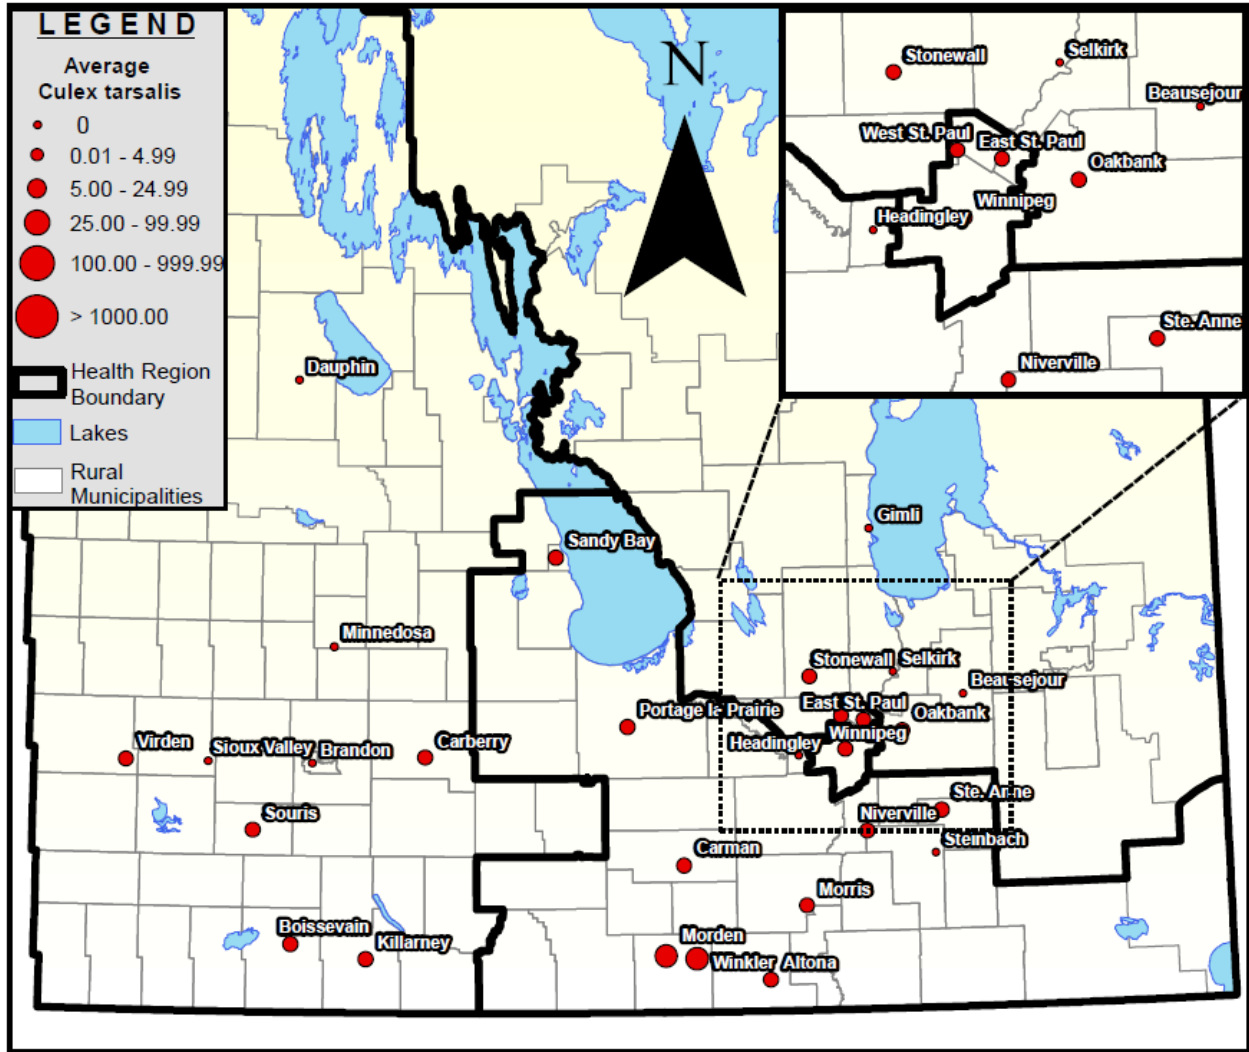 LEGEND
Average
Culex tarsalis
0
0.01 - 4.99
5.00 - 24.99
25.00 - 99.99
100.00 - 999.99
> 1000.00
Health Region
Boundary
Lakes
Rural
Municipalities
N
Stonewall
Selkirk
Beausejour
West St. Paul
East St. Paul
Oakbank
Winnipeg
Headingley
Ste. Anne
Niverville
Dauphin
Gimli
Sandy Bay
Minnedosa
Stonewall
Selkirk
Beausejour
East St. Paul
Portage la Prairie
Oakbank
Winnipeg
Headingley
Virden
Sioux Valley
Brandon
Carberry
Ste. Anne
Souris
Niverville
Steinbach
Carman
Morris
Boissevain
Killarney
Morden
Winkler
Altona